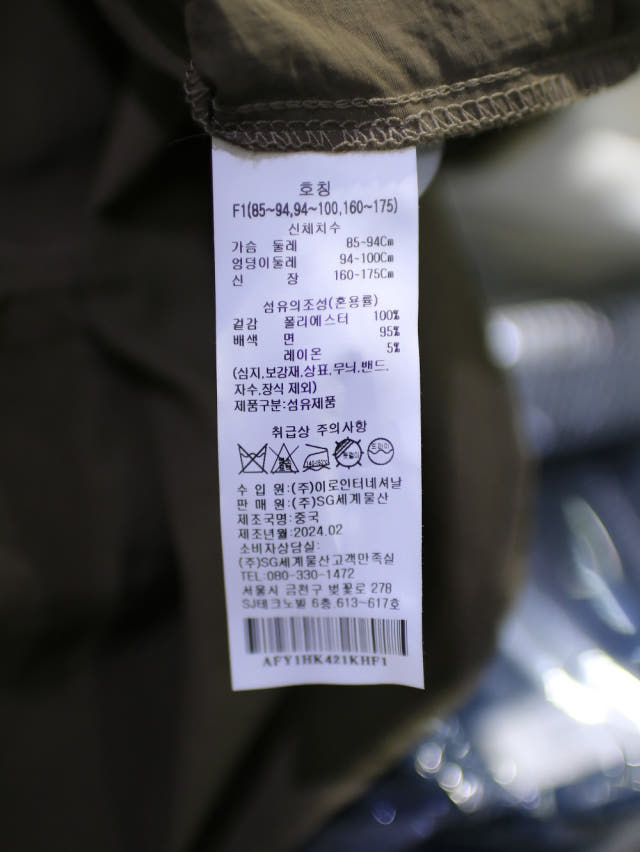 호칭
F1(85~94,94~100,160~175)
신체치수
가슴 둘레 85-94Cm
엉덩이둘레 94-100Cm
신 장 160-175Cm
섬유의조성(혼용률)
겉감 폴리에스터 100%
배색 면 95%
레이온 5%
(심지,보강재,상표,무늬,밴드,
자수,장식 제외)
제품구분:섬유제품
취급상 주의사항
수 입 원:(주)이로인터네셔날
판 매 원:(주)SG세계물산
제조국명:중국
제조년월:2024.02
소비자상담실:
(주)SG세계물산고객만족실
TEL:080-330-1472
서울시 금천구 벚꽃로 278
SJ테크노빌 6층 613~617호
AFY1HK421KHF1